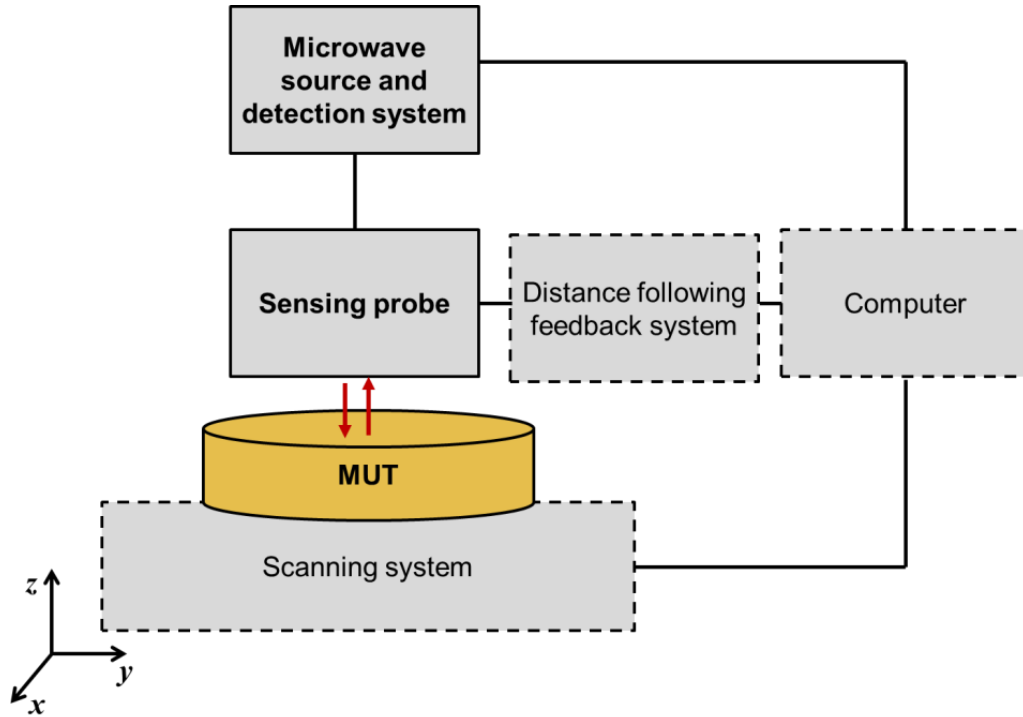 Microwave
source and
detection system
Sensing probe
Distance following
feedback system
Computer
MUT
Scanning system
z
y
x